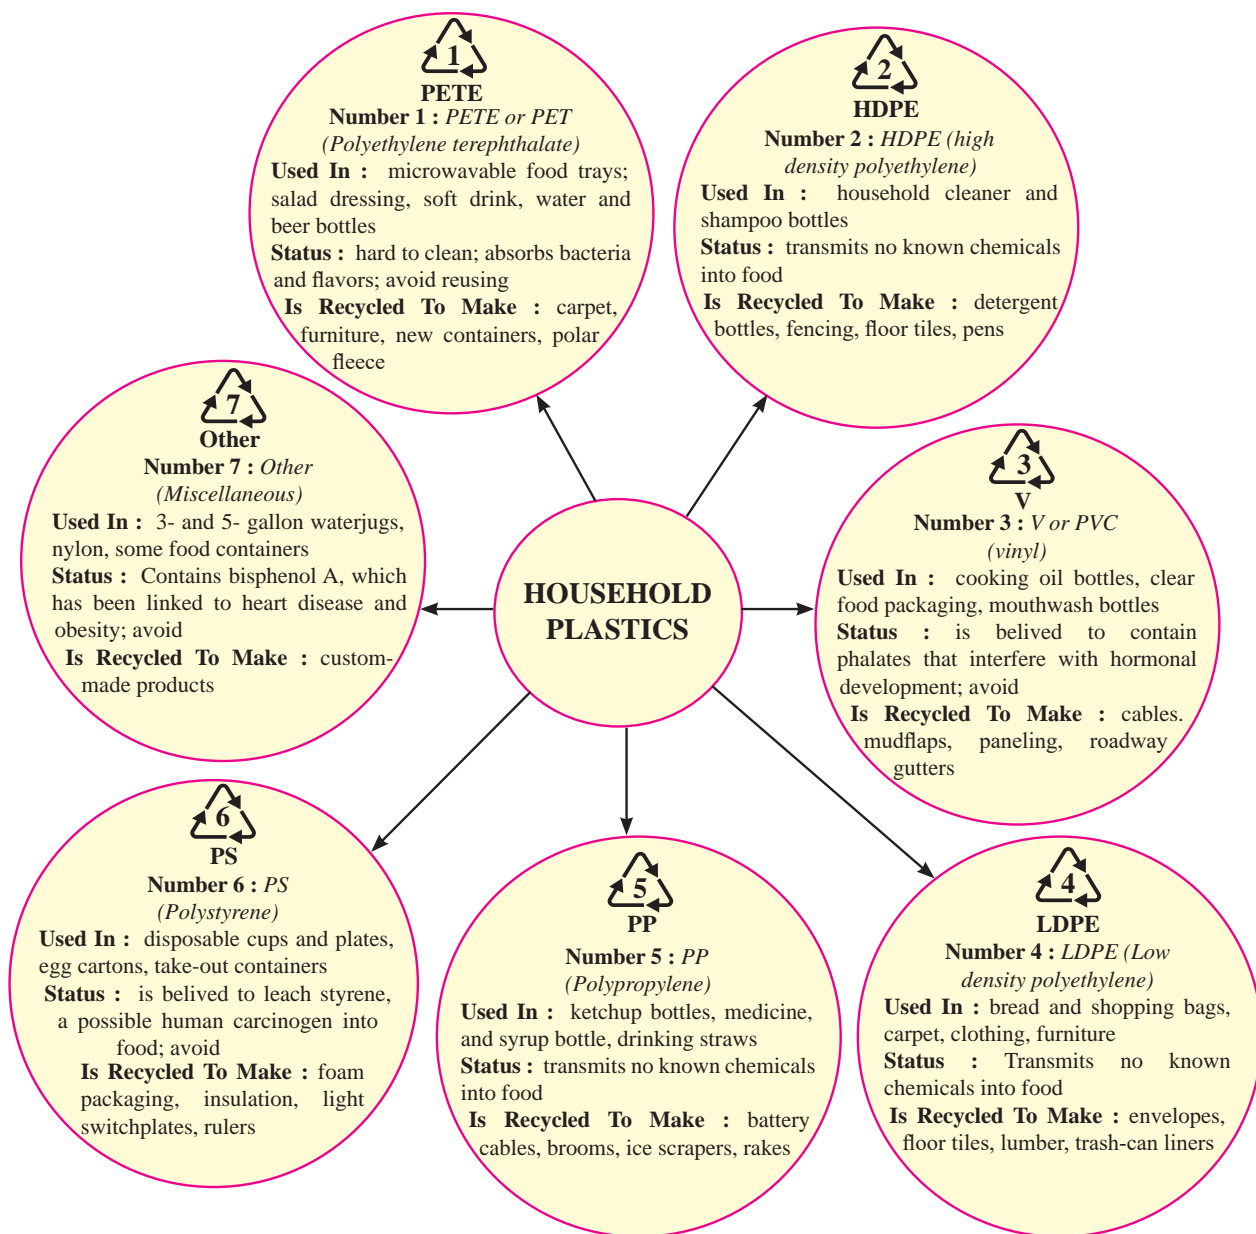 1
PETE
Number 1 : PETE or PET
(Polyethylene terephthalate)
Used In : microwavable food trays;
salad dressing, soft drink, water and
beer bottles
Status : hard to clean; absorbs bacteria
and flavors; avoid reusing
Is Recycled To Make : carpet,
furniture, new containers, polar
fleece
2
HDPE
Number 2 : HDPE (high
density polyethylene)
Used In : household cleaner and
shampoo bottles
Status : transmits no known chemicals
into food
Is Recycled To Make : detergent
bottles, fencing, floor tiles, pens
7
Other
Number 7 : Other
(Miscellaneous)
Used In : 3- and 5- gallon waterjugs,
nylon, some food containers
Status : Contains bisphenol A, which
has been linked to heart disease and
obesity; avoid
Is Recycled To Make : custom-
made products
HOUSEHOLD
PLASTICS
3
V
Number 3 : V or PVC
(vinyl)
Used In : cooking oil bottles, clear
food packaging, mouthwash bottles
Status : is belived to contain
phalates that interfere with hormonal
development; avoid
Is Recycled To Make : cables.
mudflaps, paneling, roadway
gutters
6
PS
Number 6 : PS
(Polystyrene)
Used In : disposable cups and plates,
egg cartons, take-out containers
Status : is belived to leach styrene,
a possible human carcinogen into
food; avoid
Is Recycled To Make : foam
packaging, insulation, light
switchplates, rulers
5
PP
Number 5 : PP
(Polypropylene)
Used In : ketchup bottles, medicine,
and syrup bottle, drinking straws
Status : transmits no known chemicals
into food
Is Recycled To Make : battery
cables, brooms, ice scrapers, rakes
4
LDPE
Number 4 : LDPE (Low
density polyethylene)
Used In : bread and shopping bags,
carpet, clothing, furniture
Status : Transmits no known
chemicals into food
Is Recycled To Make : envelopes,
floor tiles, lumber, trash-can liners